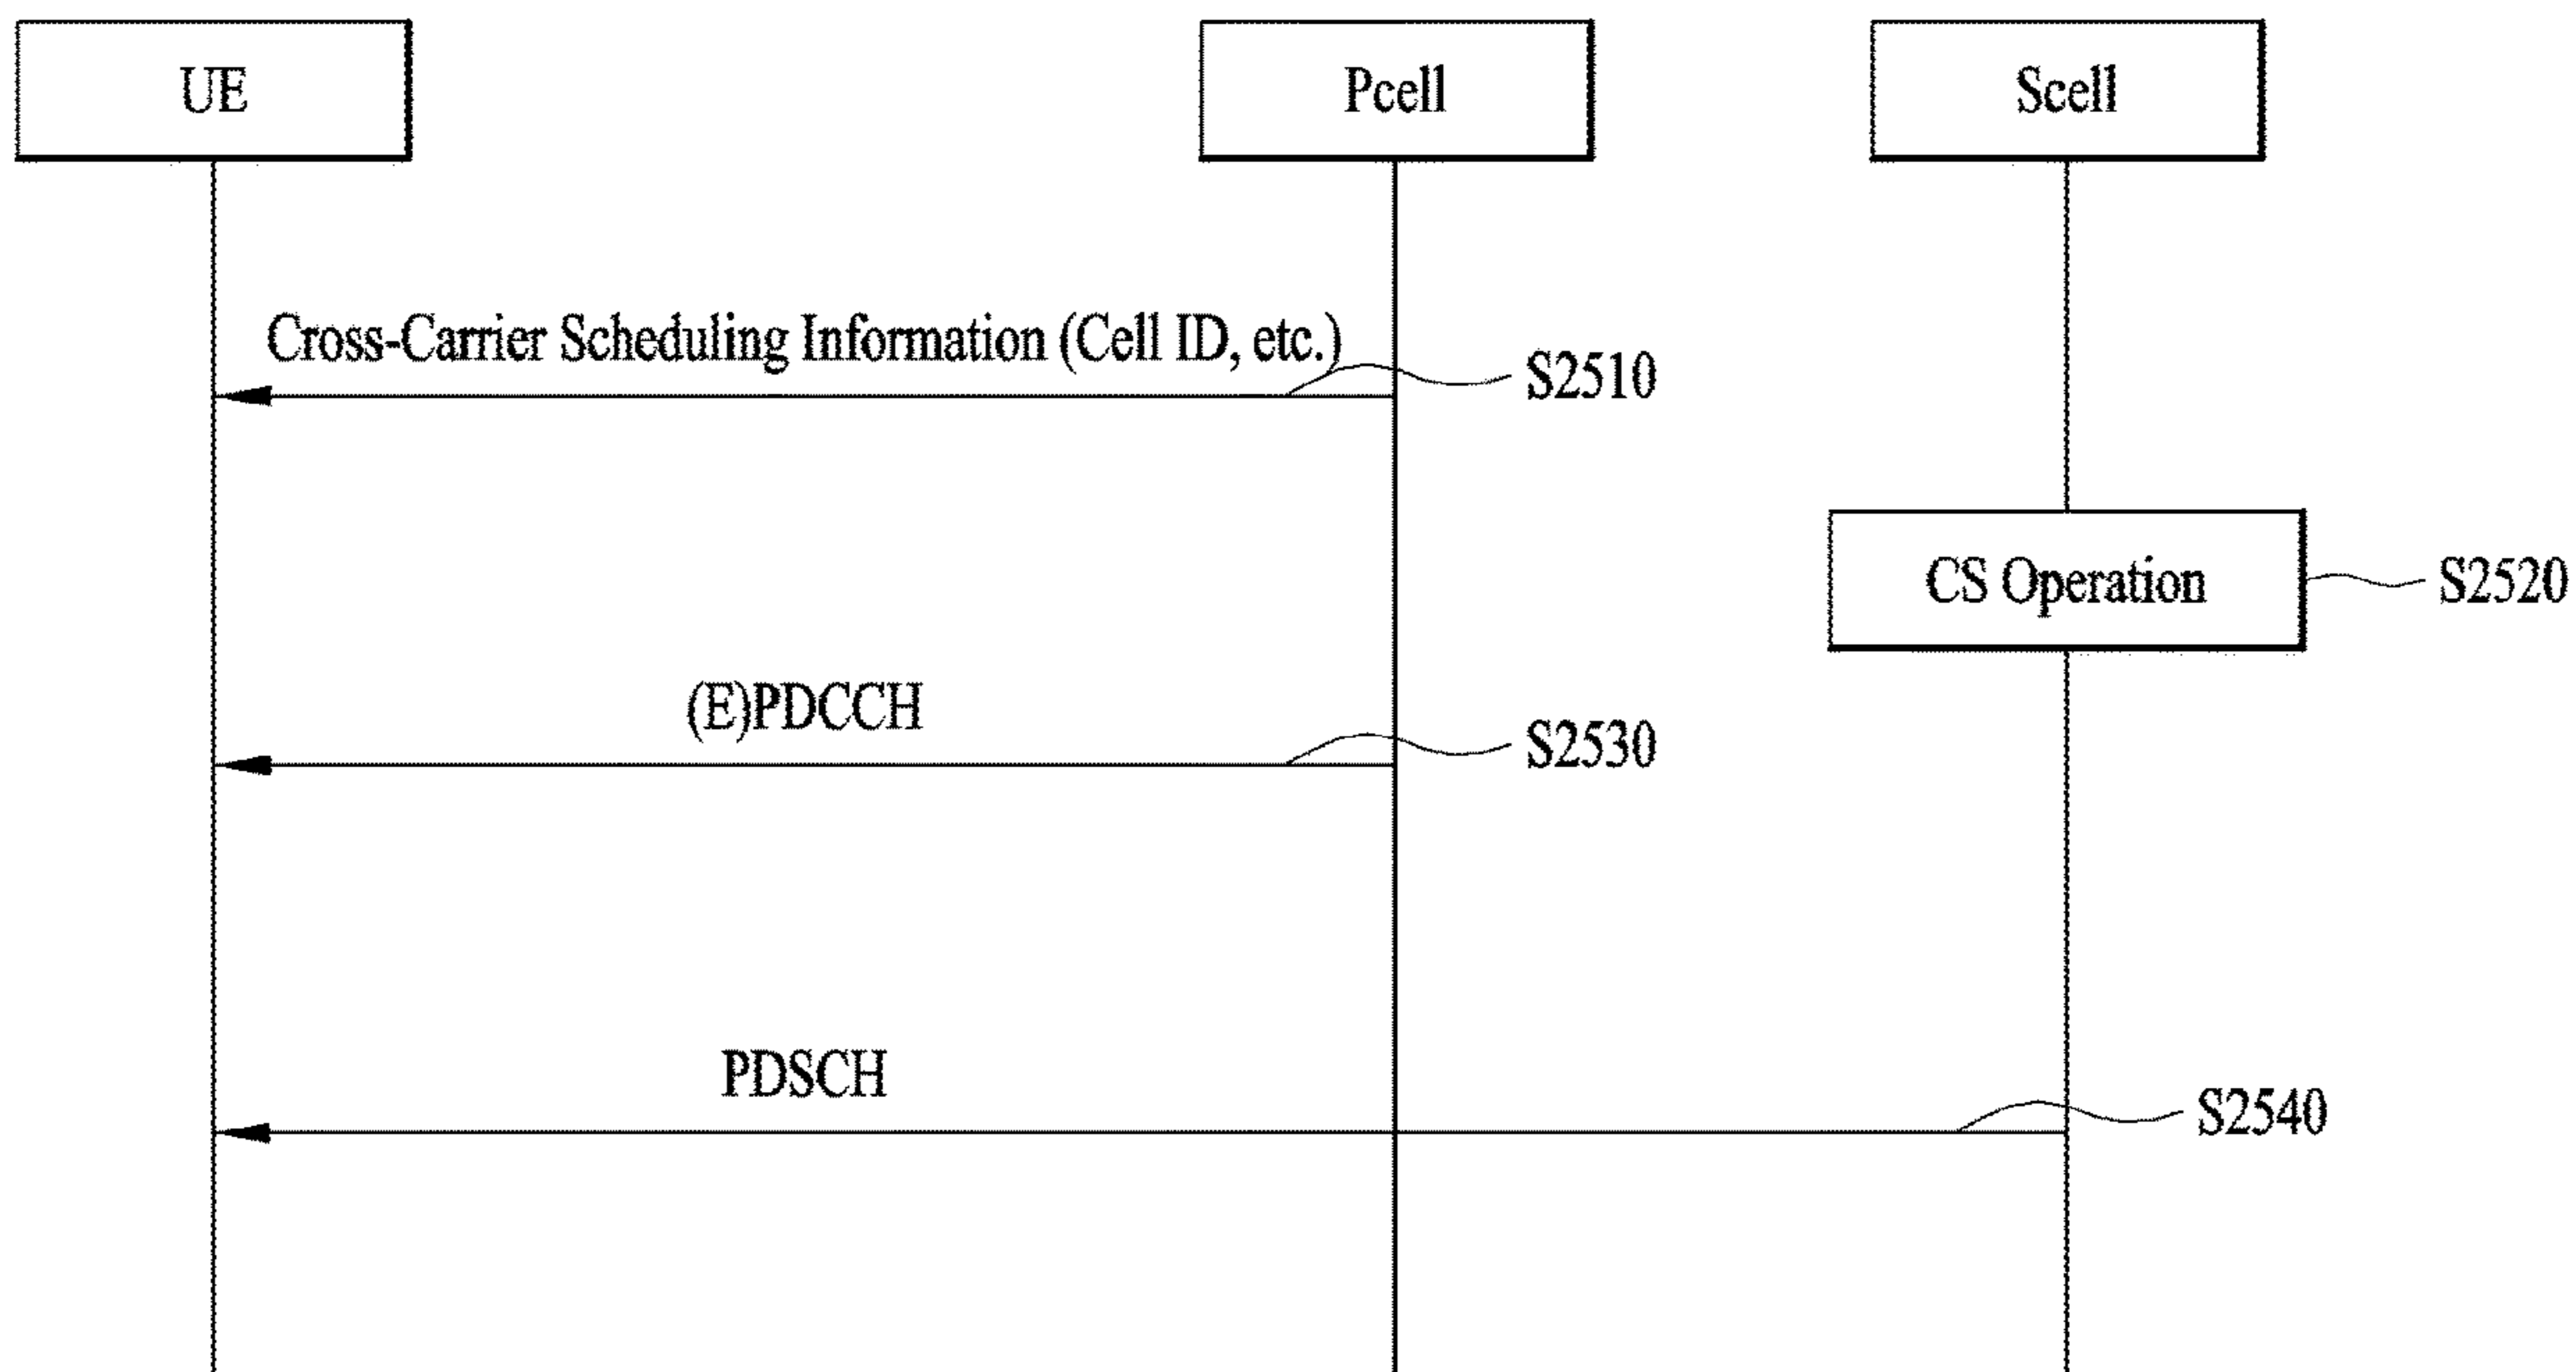 UE
Pcell
Scell
Cross-Carrier Scheduling Information (Cell ID, etc.)
S2510
CS Operation
S2520
(E)PDCCH
S2530
PDSCH
S2540